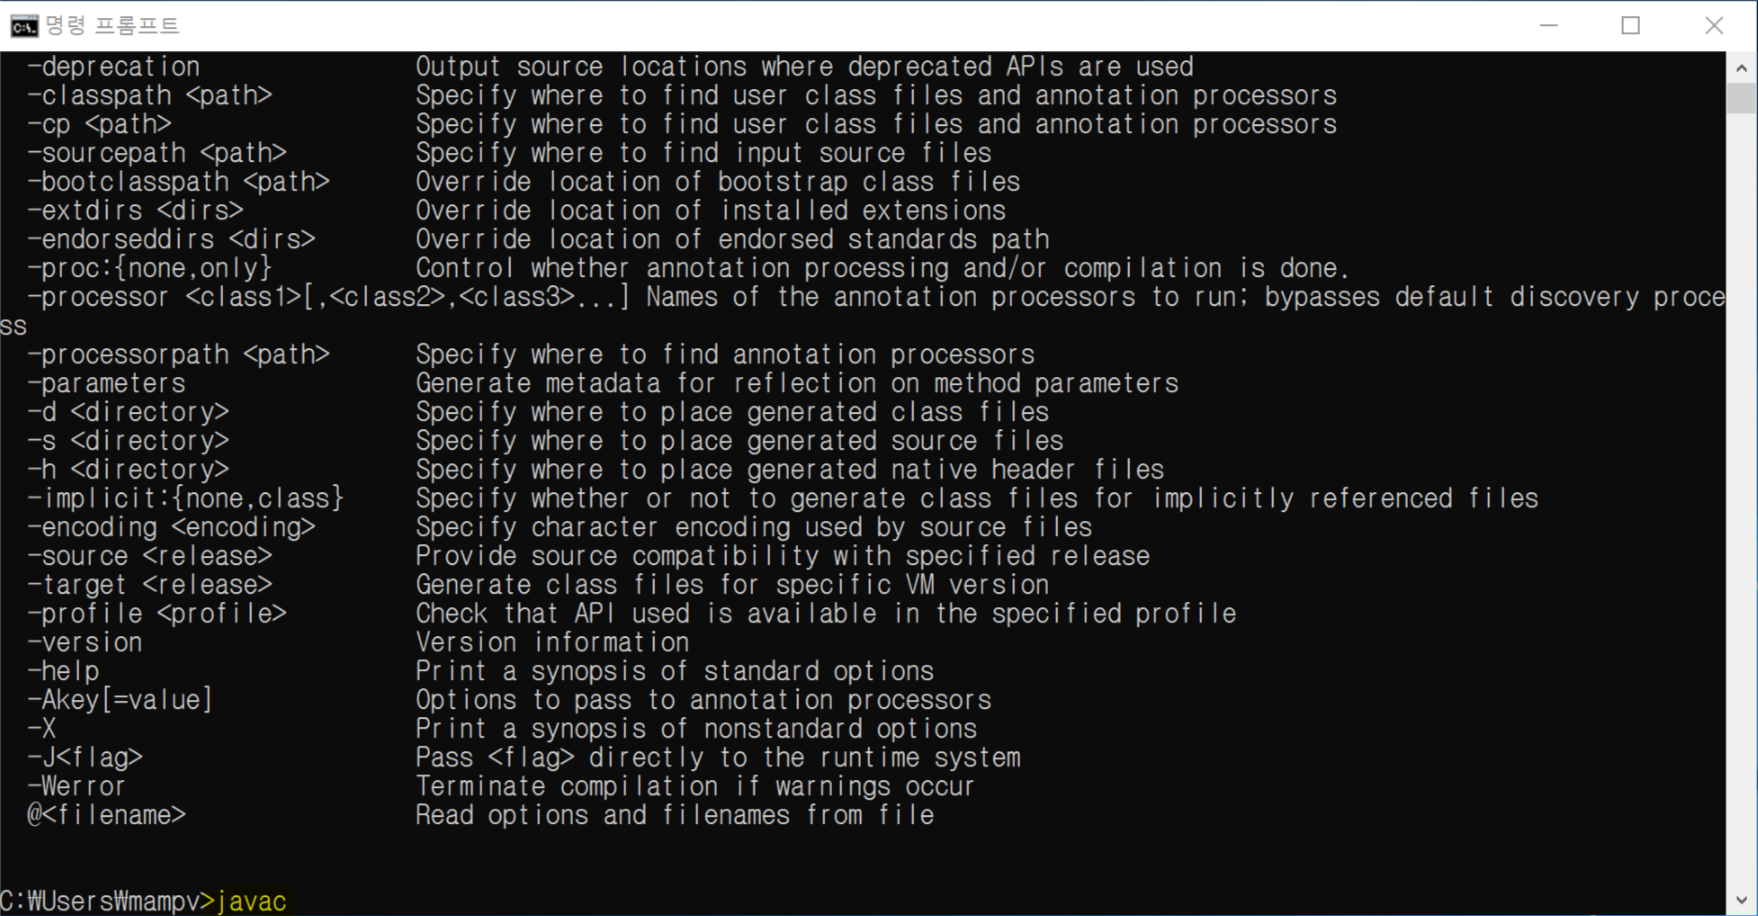 명령 프롬프트
-deprecation Output source locations where deprecated APIs are used
-classpath <path> Specify where to find user class files and annotation processors
-cp <path> Specify where to find user class files and annotation processors
-sourcepath <path> Specify where to find input source files
-bootclasspath <path> Override location of bootstrap class files
-extdirs <dirs> Override location of installed extensions
-endorseddirs <dirs> Override location of endorsed standards path
-proc:{none,only} Control whether annotation processing and/or compilation is done.
-processor <class1>[,<class2>,<class3>...] Names of the annotation processors to run; bypasses default discovery proce
ss
-processorpath <path> Specify where to find annotation processors
-parameters Generate metadata for reflection on method parameters
-d <directory> Specify where to place generated class files
-s <directory> Specify where to place generated source files
-h <directory> Specify where to place generated native header files
-implicit:{none,class} Specify whether or not to generate class files for implicitly referenced files
-encoding <encoding> Specify character encoding used by source files
-source <release> Provide source compatibility with specified release
-target <release> Generate class files for specific VM version
-profile <profile> Check that API used is available in the specified profile
-version Version information
-help Print a synopsis of standard options
-Akey[=value] Options to pass to annotation processors
-X Print a synopsis of nonstandard options
-J<flag> Pass <flag> directly to the runtime system
-Werror Terminate compilation if warnings occur
@<filename> Read options and filenames from file
C:₩Users₩mampv>javac